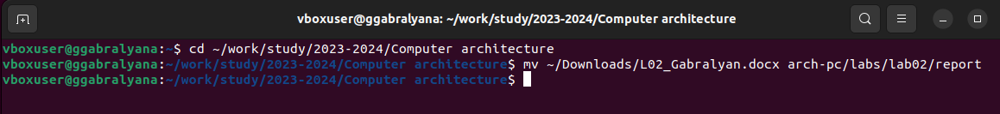 vboxuser@ggabralyana: ~/work/study/2023-2024/Computer architecture
vboxuser@ggabralyana:~$ cd ~/work/study/2023-2024/Computer architecture
vboxuser@ggabralyana:~/work/study/2023-2024/Computer architecture$ mv ~/Downloads/L02_Gabralyan.docx arch-pc/labs/lab02/report
vboxuser@ggabralyana:~/work/study/2023-2024/Computer architecture$